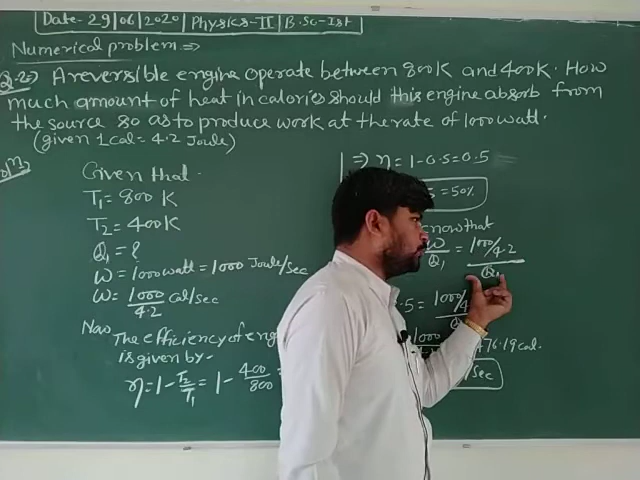 Date- 29|06|2020|Physics-II|B.Sc-Ist
Numerical problem ⇒
Q.2⇒ A reversible engine operate between 800K and 400K. How
much amount of heat in calories should this engine absorb from
the source so as to produce work at the rate of 1000 watt.
(given 1 Cal = 4.2 Joule)
Given that-
T₁ = 800 K
T₂ = 400K
Q₁ = ?
W = 1000 watt = 1000 Joule/sec
W = 1000/4.2 Cal/sec
Now The efficiency of eng
is given by-
η = 1 - T₂/T₁ = 1 - 400/800 =
⇒ η = 1 - 0.5 = 0.5
= 50%
know that
W/Q₁ = 1000/4.2 / Q₁
.5 = 1000/4
1000
476.19 cal.
/Sec